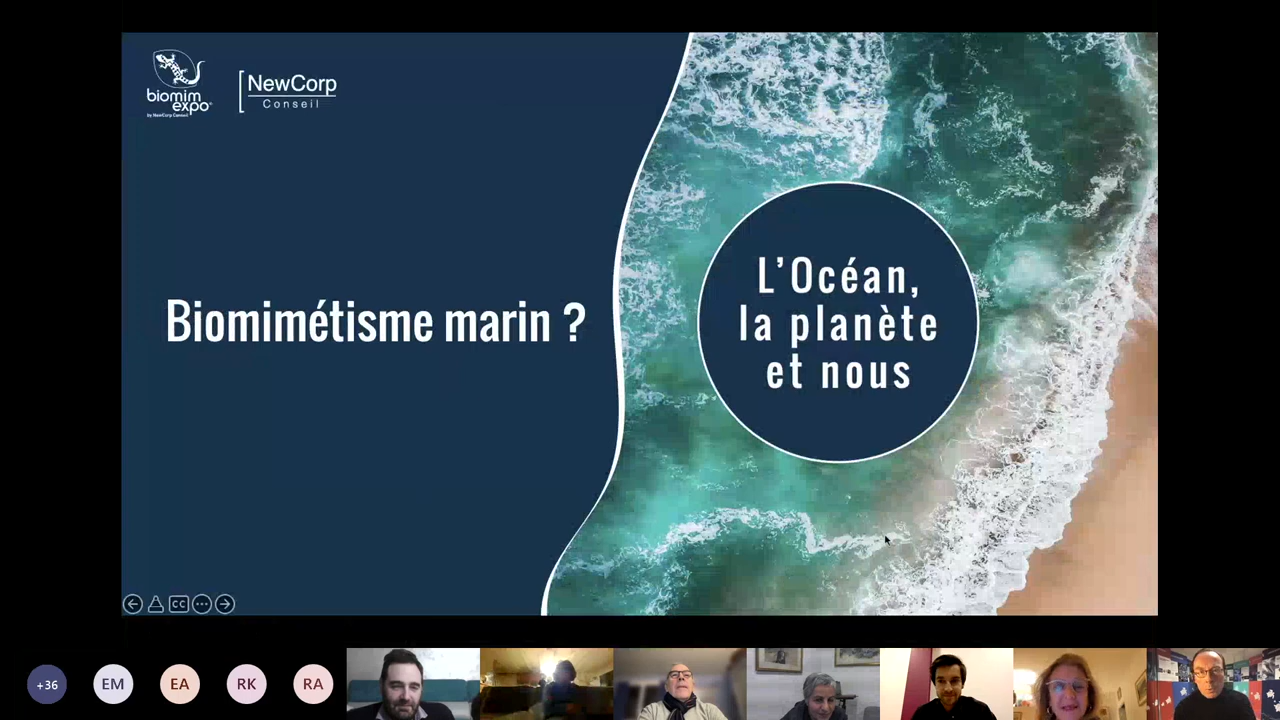 biomim
expo
by NewCorp Conseil
NewCorp
Conseil
Biomimétisme marin ?
L’Océan,
la planète
et nous
CC
+36
EM
EA
RK
RA